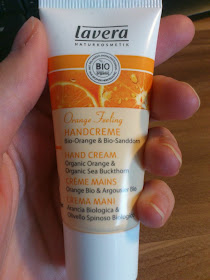 lavera
NATURKOSMETIK
BIO
Orange Feeling
HANDCREME
Bio-Orange & Bio-Sanddorn
HAND CREAM
Organic Orange &
Organic Sea Buckthorn
CRÈME MAINS
Orange Bio & Argousier Bio
CREMA MANI
Arancia Biologica &
Olivello Spinoso Biologico